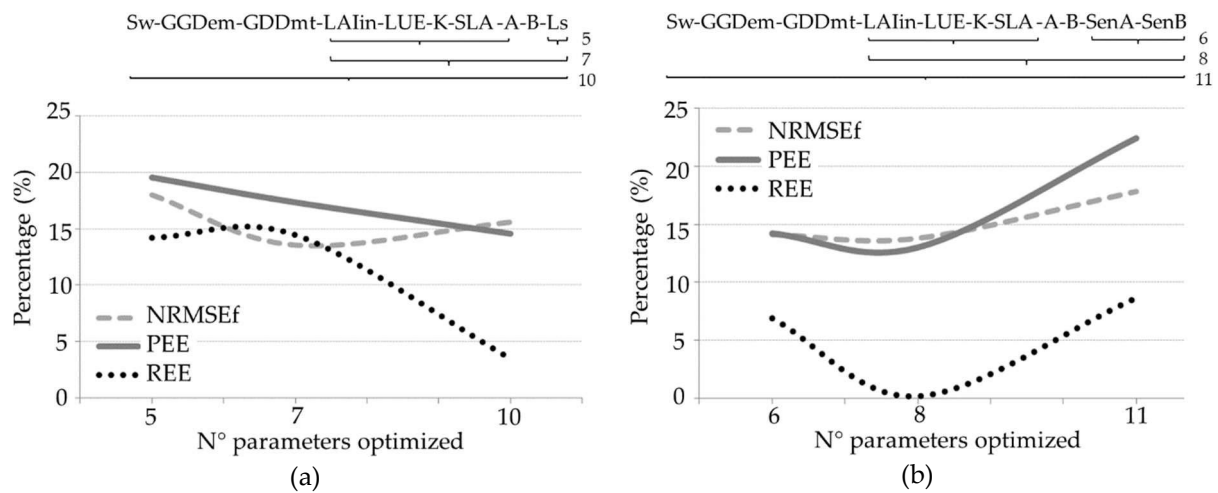 Sw-GGDem-GDDmt-LAIin-LUE-K-SLA-A-B-Ls
5
7
10
25
20
15
10
5
0
Percentage (%)
NRMSEf
PEE
REE
5 7 10
N° parameters optimized
(a)
Sw-GGDem-GDDmt-LAIin-LUE-K-SLA-A-B-SenA-SenB
6
8
11
25
20
15
10
5
0
Percentage (%)
NRMSEf
PEE
REE
6 8 11
N° parameters optimized
(b)